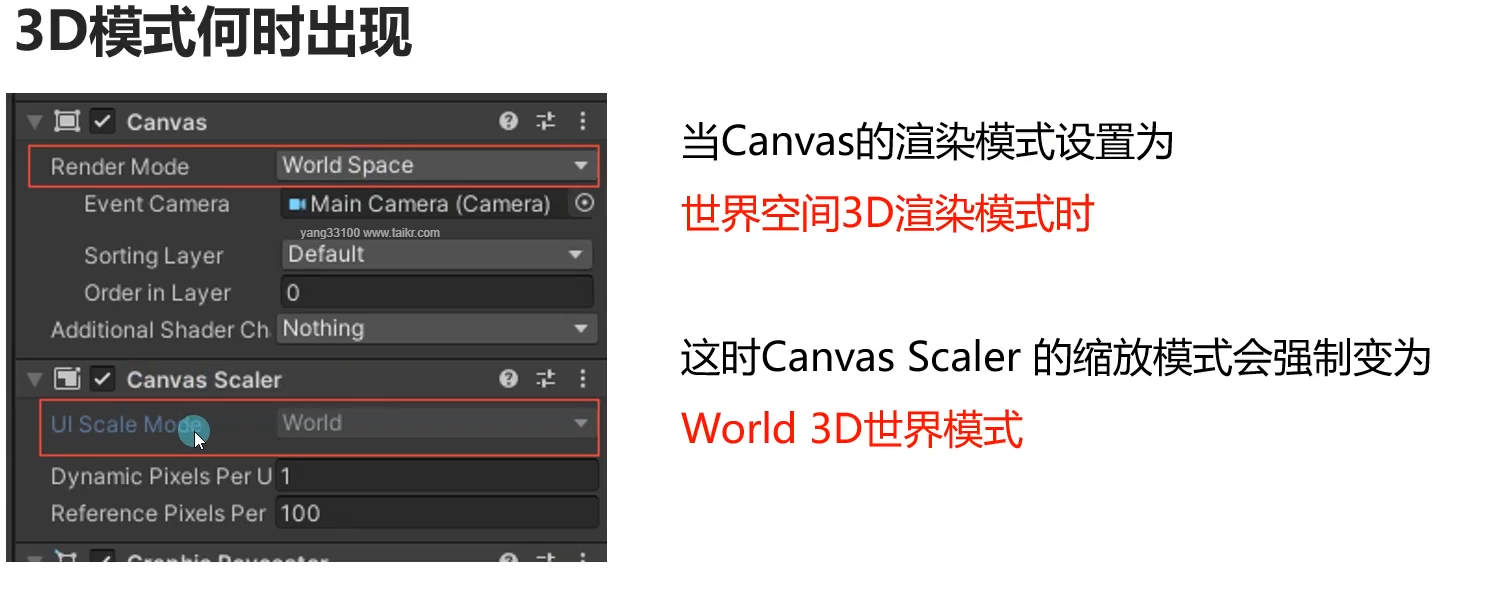 3D模式何时出现
Canvas
Render Mode World Space
Event Camera Main Camera (Camera)
yang33100 www.taikr.com
Sorting Layer Default
Order in Layer 0
Additional Shader Ch Nothing
Canvas Scaler
UI Scale Mode World
Dynamic Pixels Per U 1
Reference Pixels Per 100
当Canvas的渲染模式设置为
世界空间3D渲染模式时
这时Canvas Scaler 的缩放模式会强制变为
World 3D世界模式